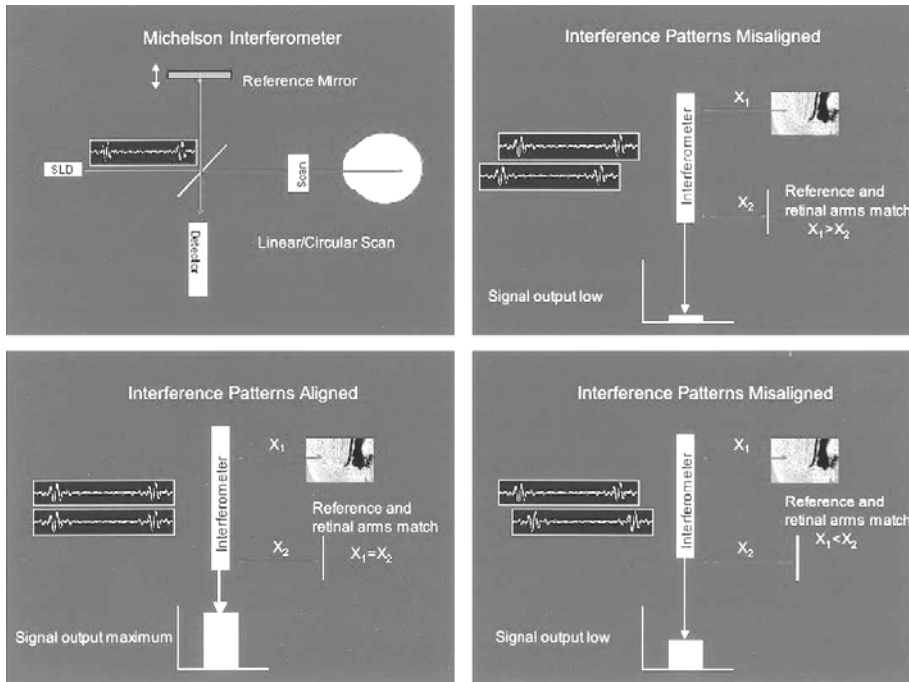 Michelson Interferometer
Reference Mirror
SLD
Scan
Detector
Linear/Circular Scan
Interference Patterns Misaligned
X1
Interferometer
X2
Reference and
retinal arms match
X1>X2
Signal output low
Interference Patterns Aligned
X1
Interferometer
Reference and
retinal arms match
X2
X1=X2
Signal output maximum
Interference Patterns Misaligned
X1
Interferometer
Reference and
retinal arms match
X2
X1<X2
Signal output low